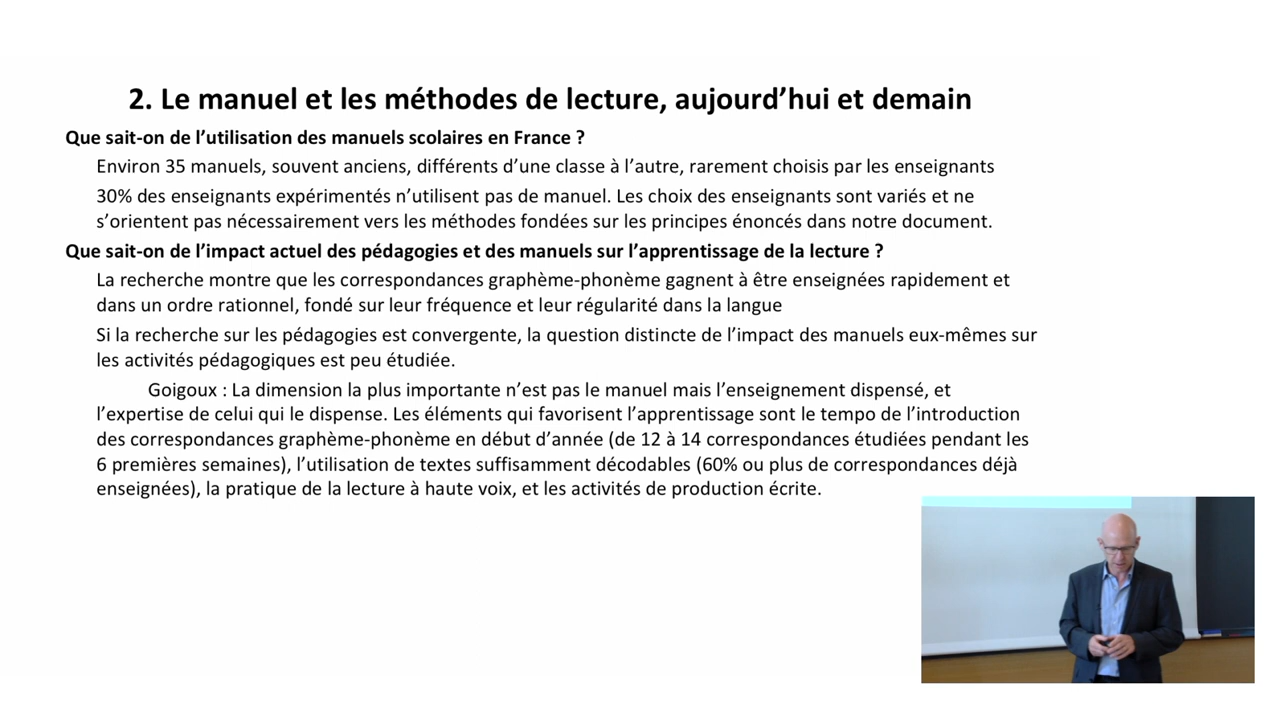 2. Le manuel et les méthodes de lecture, aujourd’hui et demain
Que sait-on de l’utilisation des manuels scolaires en France ?
Environ 35 manuels, souvent anciens, différents d’une classe à l’autre, rarement choisis par les enseignants
30% des enseignants expérimentés n’utilisent pas de manuel. Les choix des enseignants sont variés et ne
s’orientent pas nécessairement vers les méthodes fondées sur les principes énoncés dans notre document.
Que sait-on de l’impact actuel des pédagogies et des manuels sur l’apprentissage de la lecture ?
La recherche montre que les correspondances graphème-phonème gagnent à être enseignées rapidement et
dans un ordre rationnel, fondé sur leur fréquence et leur régularité dans la langue
Si la recherche sur les pédagogies est convergente, la question distincte de l’impact des manuels eux-mêmes sur
les activités pédagogiques est peu étudiée.
Goigoux : La dimension la plus importante n’est pas le manuel mais l’enseignement dispensé, et
l’expertise de celui qui le dispense. Les éléments qui favorisent l’apprentissage sont le tempo de l’introduction
des correspondances graphème-phonème en début d’année (de 12 à 14 correspondances étudiées pendant les
6 premières semaines), l’utilisation de textes suffisamment décodables (60% ou plus de correspondances déjà
enseignées), la pratique de la lecture à haute voix, et les activités de production écrite.